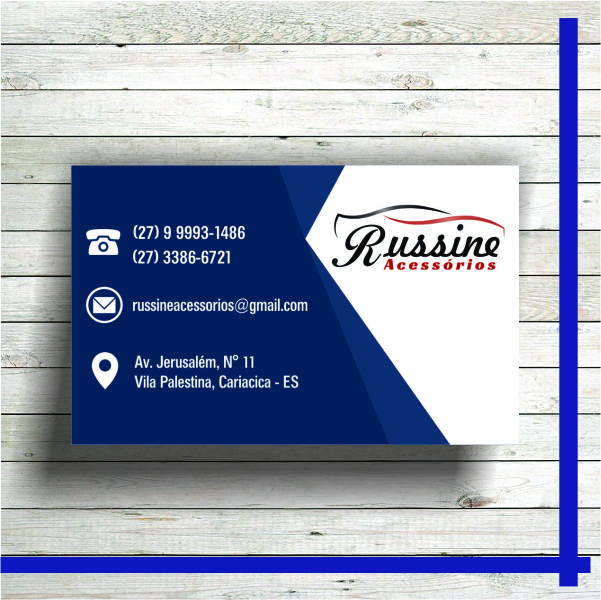 (27) 9 9993-1486
(27) 3386-6721
russineacessorios@gmail.com
Av. Jerusalém, N° 11
Vila Palestina, Cariacica - ES
Russine
Acessórios